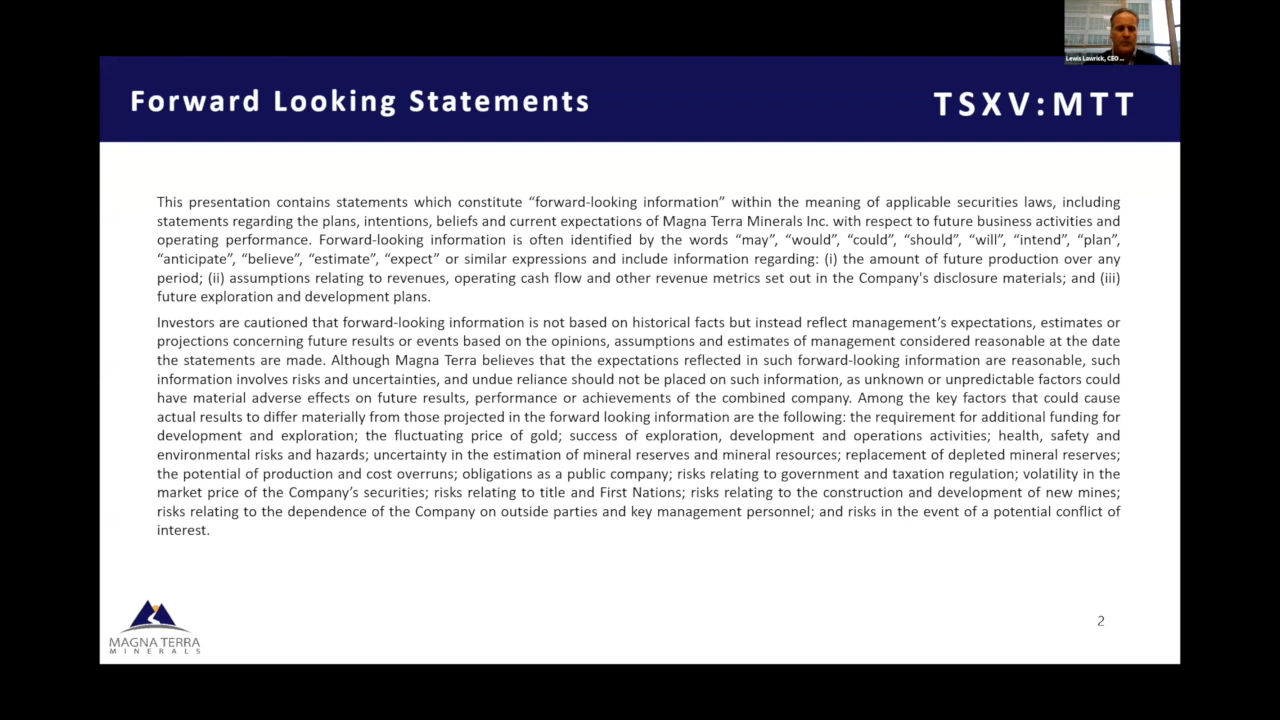 Lewis Lawrick, CEO ...
Forward Looking Statements
TSXV:MTT
This presentation contains statements which constitute “forward-looking information” within the meaning of applicable securities laws, including
statements regarding the plans, intentions, beliefs and current expectations of Magna Terra Minerals Inc. with respect to future business activities and
operating performance. Forward-looking information is often identified by the words “may”, “would”, “could”, “should”, “will”, “intend”, “plan”,
“anticipate”, “believe”, “estimate”, “expect” or similar expressions and include information regarding: (i) the amount of future production over any
period; (ii) assumptions relating to revenues, operating cash flow and other revenue metrics set out in the Company's disclosure materials; and (iii)
future exploration and development plans.
Investors are cautioned that forward-looking information is not based on historical facts but instead reflect management’s expectations, estimates or
projections concerning future results or events based on the opinions, assumptions and estimates of management considered reasonable at the date
the statements are made. Although Magna Terra believes that the expectations reflected in such forward-looking information are reasonable, such
information involves risks and uncertainties, and undue reliance should not be placed on such information, as unknown or unpredictable factors could
have material adverse effects on future results, performance or achievements of the combined company. Among the key factors that could cause
actual results to differ materially from those projected in the forward looking information are the following: the requirement for additional funding for
development and exploration; the fluctuating price of gold; success of exploration, development and operations activities; health, safety and
environmental risks and hazards; uncertainty in the estimation of mineral reserves and mineral resources; replacement of depleted mineral reserves;
the potential of production and cost overruns; obligations as a public company; risks relating to government and taxation regulation; volatility in the
market price of the Company’s securities; risks relating to title and First Nations; risks relating to the construction and development of new mines;
risks relating to the dependence of the Company on outside parties and key management personnel; and risks in the event of a potential conflict of
interest.
MAGNA TERRA
MINERALS
2